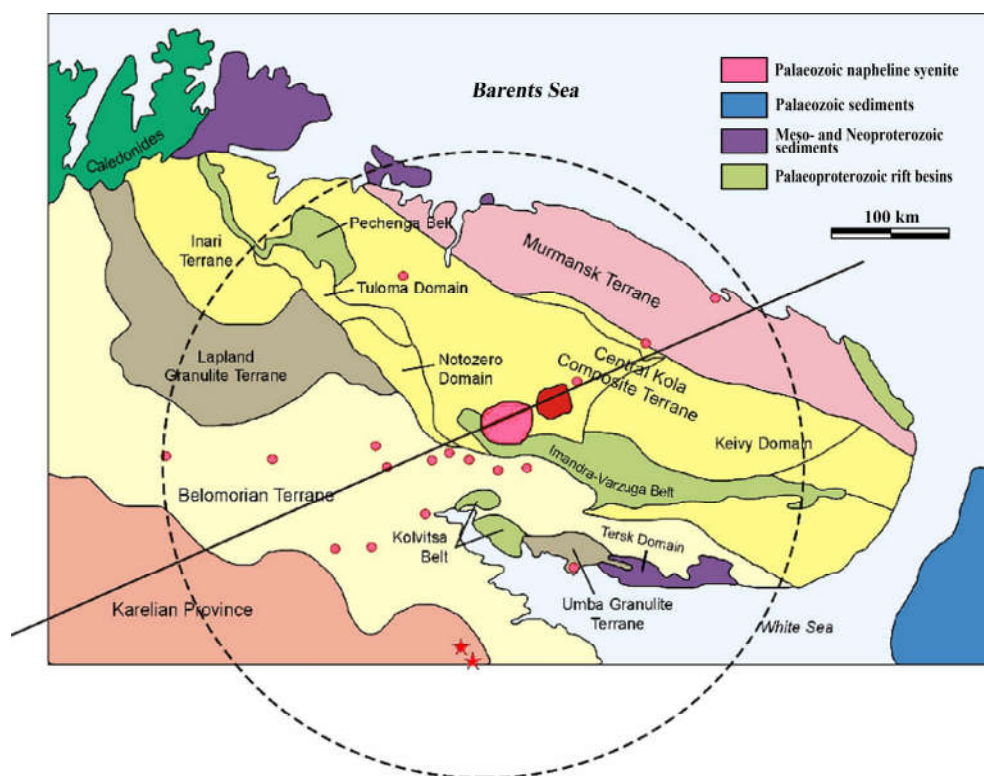 Barents Sea
Palaeozoic napheline syenite
Palaeozoic sediments
Meso- and Neoproterozoic
sediments
Palaeoproterozoic rift besins
100 km
Caledonides
Pechenga Belt
Murmansk Terrane
Inari
Terrane
Tuloma Domain
Lapland
Granulite Terrane
Notozero
Domain
Central Kola
Composite Terrane
Keivy Domain
Imandra-Varzuga Belt
Belomorian Terrane
Kolvitsa
Belt
Tersk Domain
Umba Granulite
Terrane
Karelian Province
White Sea